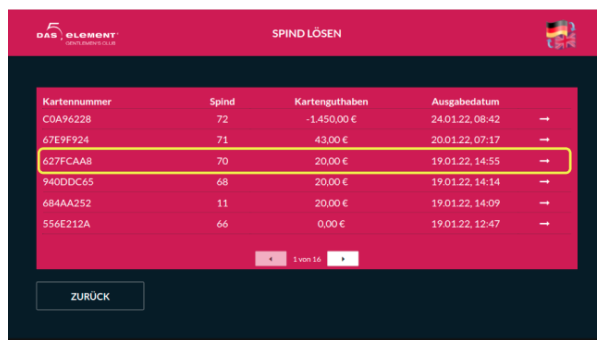 5
DAS ELEMENT
GENTLEMEN'S CLUB
SPIND LÖSEN
Kartennummer Spind Kartenguthaben Ausgabedatum
C0A96228 72 -1.450,00 € 24.01.22, 08:42 →
67E9F924 71 43,00 € 20.01.22, 07:17 →
627FCAA8 70 20,00 € 19.01.22, 14:55 →
940DDC65 68 20,00 € 19.01.22, 14:14 →
684AA252 11 20,00 € 19.01.22, 14:09 →
556E212A 66 0,00 € 19.01.22, 12:47 →
1 von 16
ZURÜCK